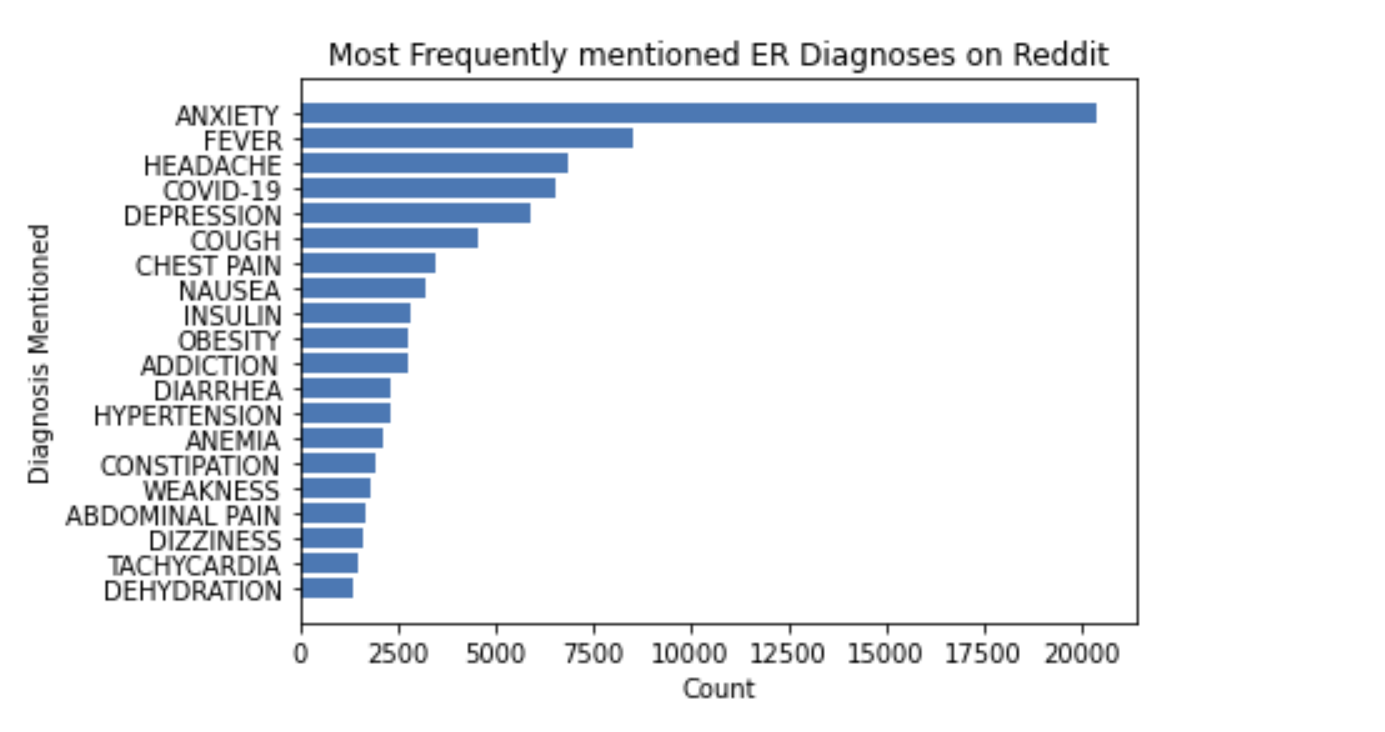 Most Frequently mentioned ER Diagnoses on Reddit
Diagnosis Mentioned
ANXIETY
FEVER
HEADACHE
COVID-19
DEPRESSION
COUGH
CHEST PAIN
NAUSEA
INSULIN
OBESITY
ADDICTION
DIARRHEA
HYPERTENSION
ANEMIA
CONSTIPATION
WEAKNESS
ABDOMINAL PAIN
DIZZINESS
TACHYCARDIA
DEHYDRATION
0 2500 5000 7500 10000 12500 15000 17500 20000
Count